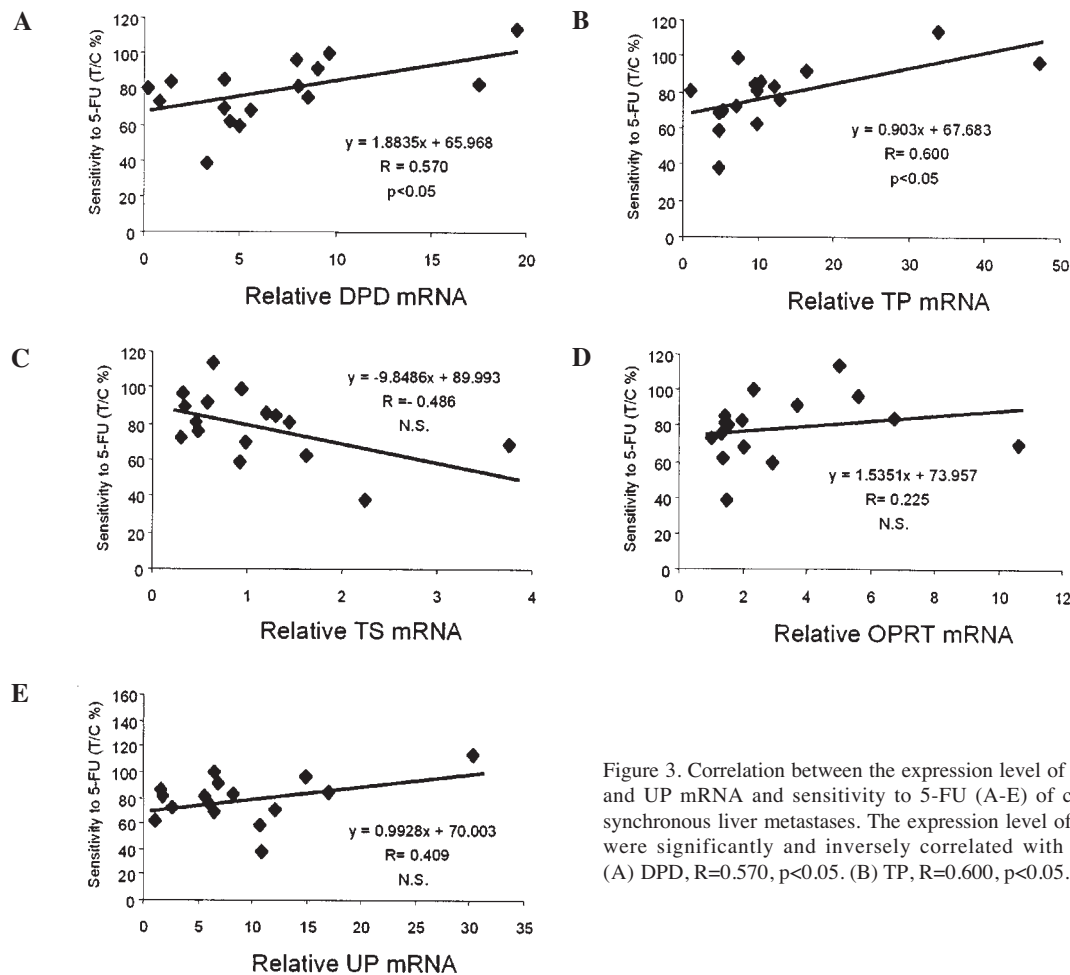 A
Sensitivity to 5-FU (T/C %)
120
100
80
60
40
20
0
y = 1.8835x + 65.968
R = 0.570
p<0.05
0 5 10 15 20
Relative DPD mRNA
B
Sensitivity to 5-FU (T/C %)
120
100
80
60
40
20
0
y = 0.903x + 67.683
R= 0.600
p<0.05
0 10 20 30 40 50
Relative TP mRNA
C
Sensitivity to 5-FU (T/C %)
120
100
80
60
40
20
0
y = -9.8486x + 89.993
R =- 0.486
N.S.
0 1 2 3 4
Relative TS mRNA
D
Sensitivity to 5-FU (T/C %)
120
100
80
60
40
20
0
y = 1.5351x + 73.957
R= 0.225
N.S.
0 2 4 6 8 10 12
Relative OPRT mRNA
E
Sensitivity to 5-FU (T/C %)
160
140
120
100
80
60
40
20
0
y = 0.9928x + 70.003
R= 0.409
N.S.
0 5 10 15 20 25 30 35
Relative UP mRNA
Figure 3. Correlation between the expression level of
and UP mRNA and sensitivity to 5-FU (A-E) of c
synchronous liver metastases. The expression level of
were significantly and inversely correlated with
(A) DPD, R=0.570, p<0.05. (B) TP, R=0.600, p<0.05.